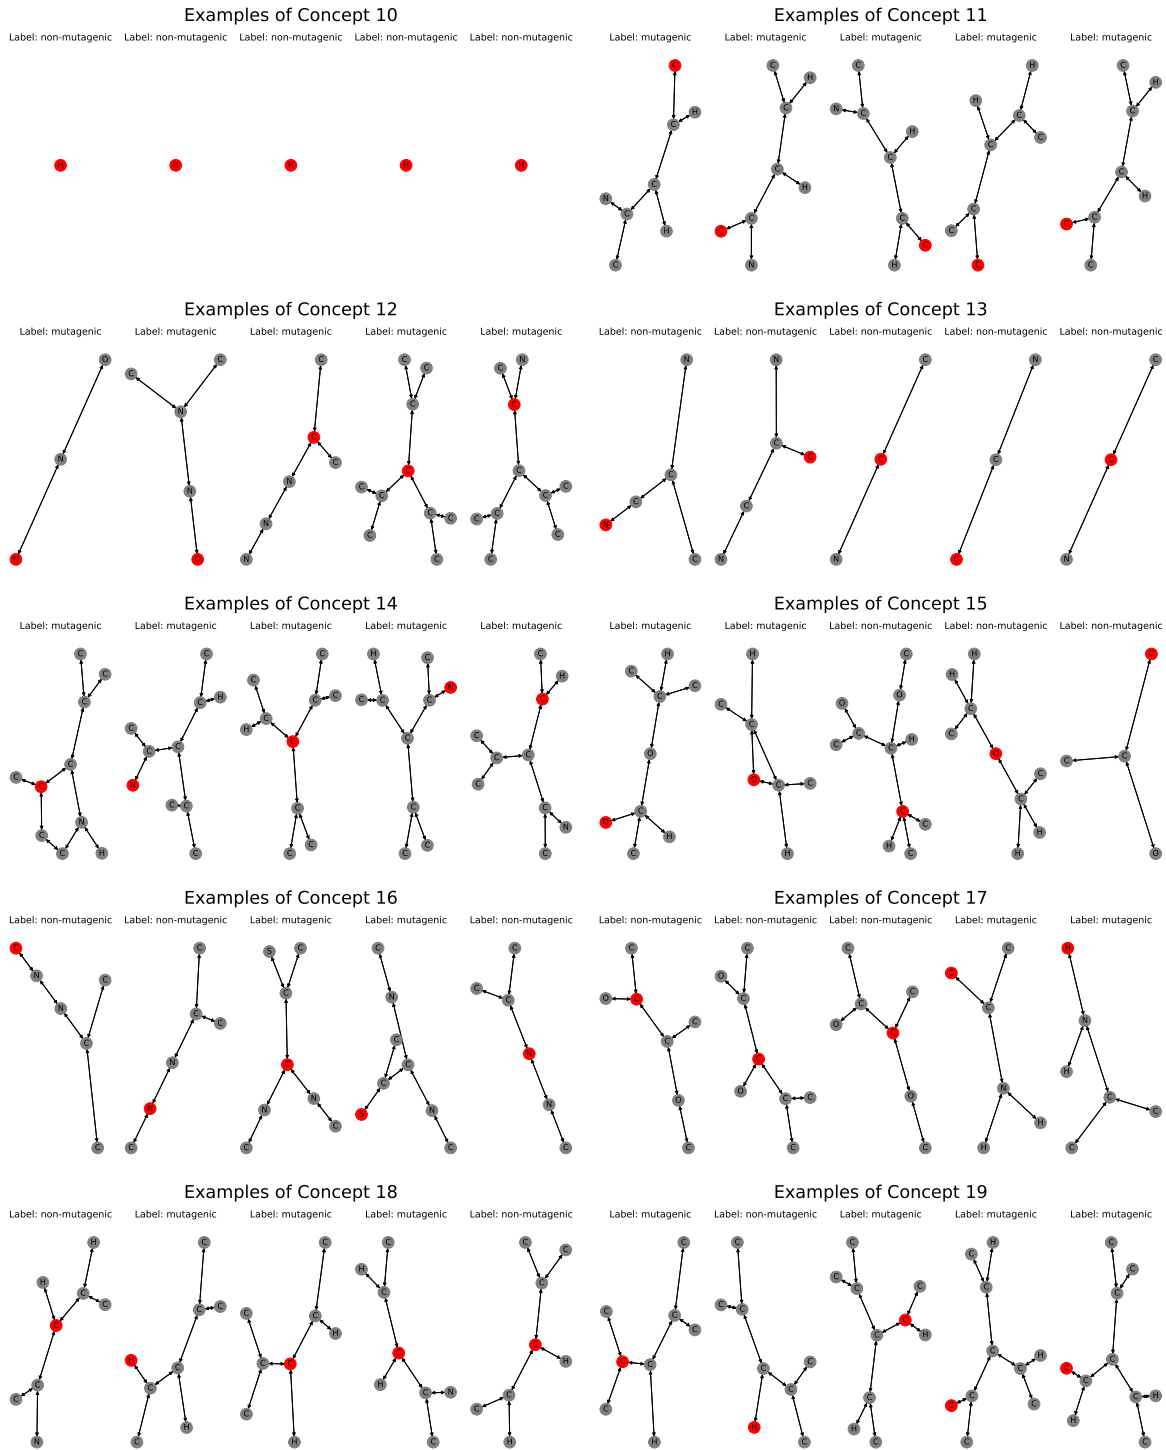 Examples of Concept 10
Label: non-mutagenic Label: non-mutagenic Label: non-mutagenic Label: non-mutagenic Label: non-mutagenic
H H H H H
Examples of Concept 11
Label: mutagenic Label: mutagenic Label: mutagenic Label: mutagenic Label: mutagenic
C H C C N C H C
C H C C H C C N
C N C H C C C H
H H C C C C C C
C H C C H C C C
Examples of Concept 12
Label: mutagenic Label: mutagenic Label: mutagenic Label: mutagenic Label: mutagenic
O N N
C C N N O
C C C N N N
C C C C C C C C C C
C N C C C C C C C C
Examples of Concept 13
Label: non-mutagenic Label: non-mutagenic Label: non-mutagenic Label: non-mutagenic Label: non-mutagenic
N C C N C
N C C C N
C C N
N C C
C C N
Examples of Concept 14
Label: mutagenic Label: mutagenic Label: mutagenic Label: mutagenic Label: mutagenic
C C C C C C N C C H
C C H C C C N C C C
C C C C C H C C C C
H C C N C C C C C C
C H C C C C C C N C
Examples of Concept 15
Label: mutagenic Label: mutagenic Label: non-mutagenic Label: non-mutagenic Label: non-mutagenic
H C C C O C O H C
H C C O C C H
C O O C C C H C C H C
H H C C O C C H H
C C C O
Examples of Concept 16
Label: non-mutagenic Label: non-mutagenic Label: mutagenic Label: mutagenic Label: non-mutagenic
C N C N C C
C C C N N C
S C C C N N C C
C N C C C S N C
C C C N N C
Examples of Concept 17
Label: non-mutagenic Label: mutagenic Label: non-mutagenic Label: mutagenic Label: mutagenic
C O C C C O C
C O C C O C C C
C C C O C O C
C C C N H H
H N H C C C
Examples of Concept 18
Label: non-mutagenic Label: mutagenic Label: mutagenic Label: mutagenic Label: non-mutagenic
H H C C C C C N
C C C H C C H C
C C C H C C C H
C H C C H C N C
C C C C H C C H
Examples of Concept 19
Label: mutagenic Label: non-mutagenic Label: mutagenic Label: mutagenic Label: mutagenic
C C C C C C C H
C C C C C C H C
C C C C C C H C H C
H C C C H C C C C C
C C C C C C C H H C